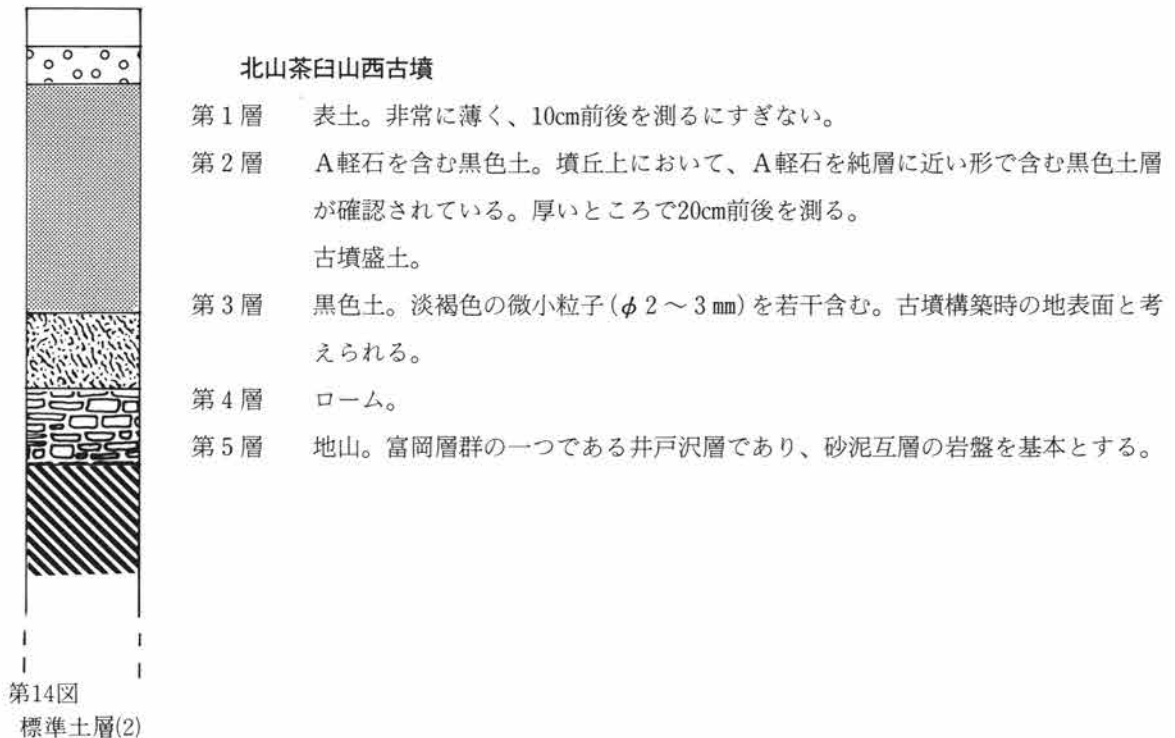 北山茶臼山西古墳
第1層 表土。非常に薄く、10cm前後を測るにすぎない。
第2層 A軽石を含む黒色土。墳丘上において、A軽石を純層に近い形で含む黒色土層
が確認されている。厚いところで20cm前後を測る。
古墳盛土。
第3層 黒色土。淡褐色の微小粒子(φ2～3㎜)を若干含む。古墳構築時の地表面と考
えられる。
第4層 ローム。
第5層 地山。富岡層群の一つである井戸沢層であり、砂泥互層の岩盤を基本とする。
第14図
標準土層(2)